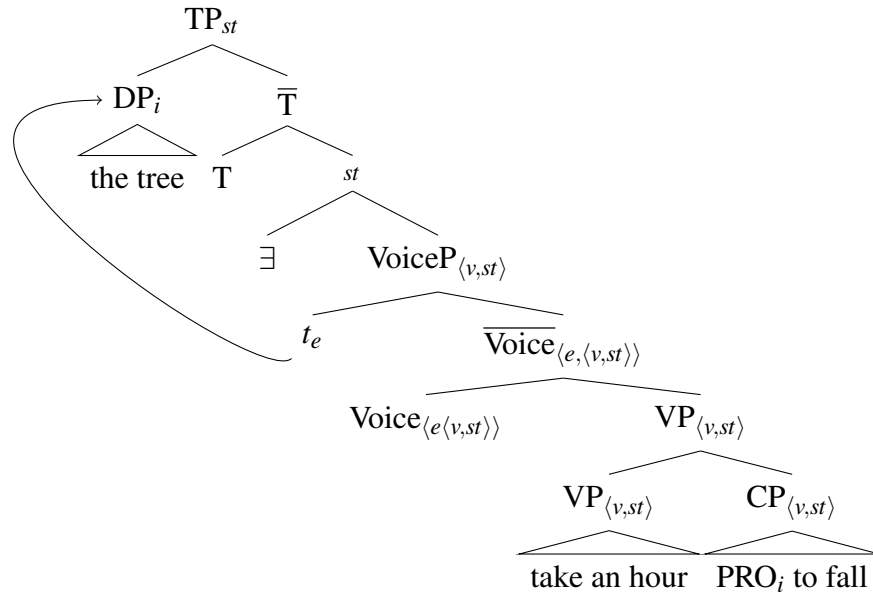 TP_st
DP_i T̅
the tree T st
∃ VoiceP_⟨v,st⟩
t_e V̅o̅i̅c̅e̅_⟨e,⟨v,st⟩⟩
Voice_⟨e⟨v,st⟩⟩ VP_⟨v,st⟩
VP_⟨v,st⟩ CP_⟨v,st⟩
take an hour PRO_i to fall